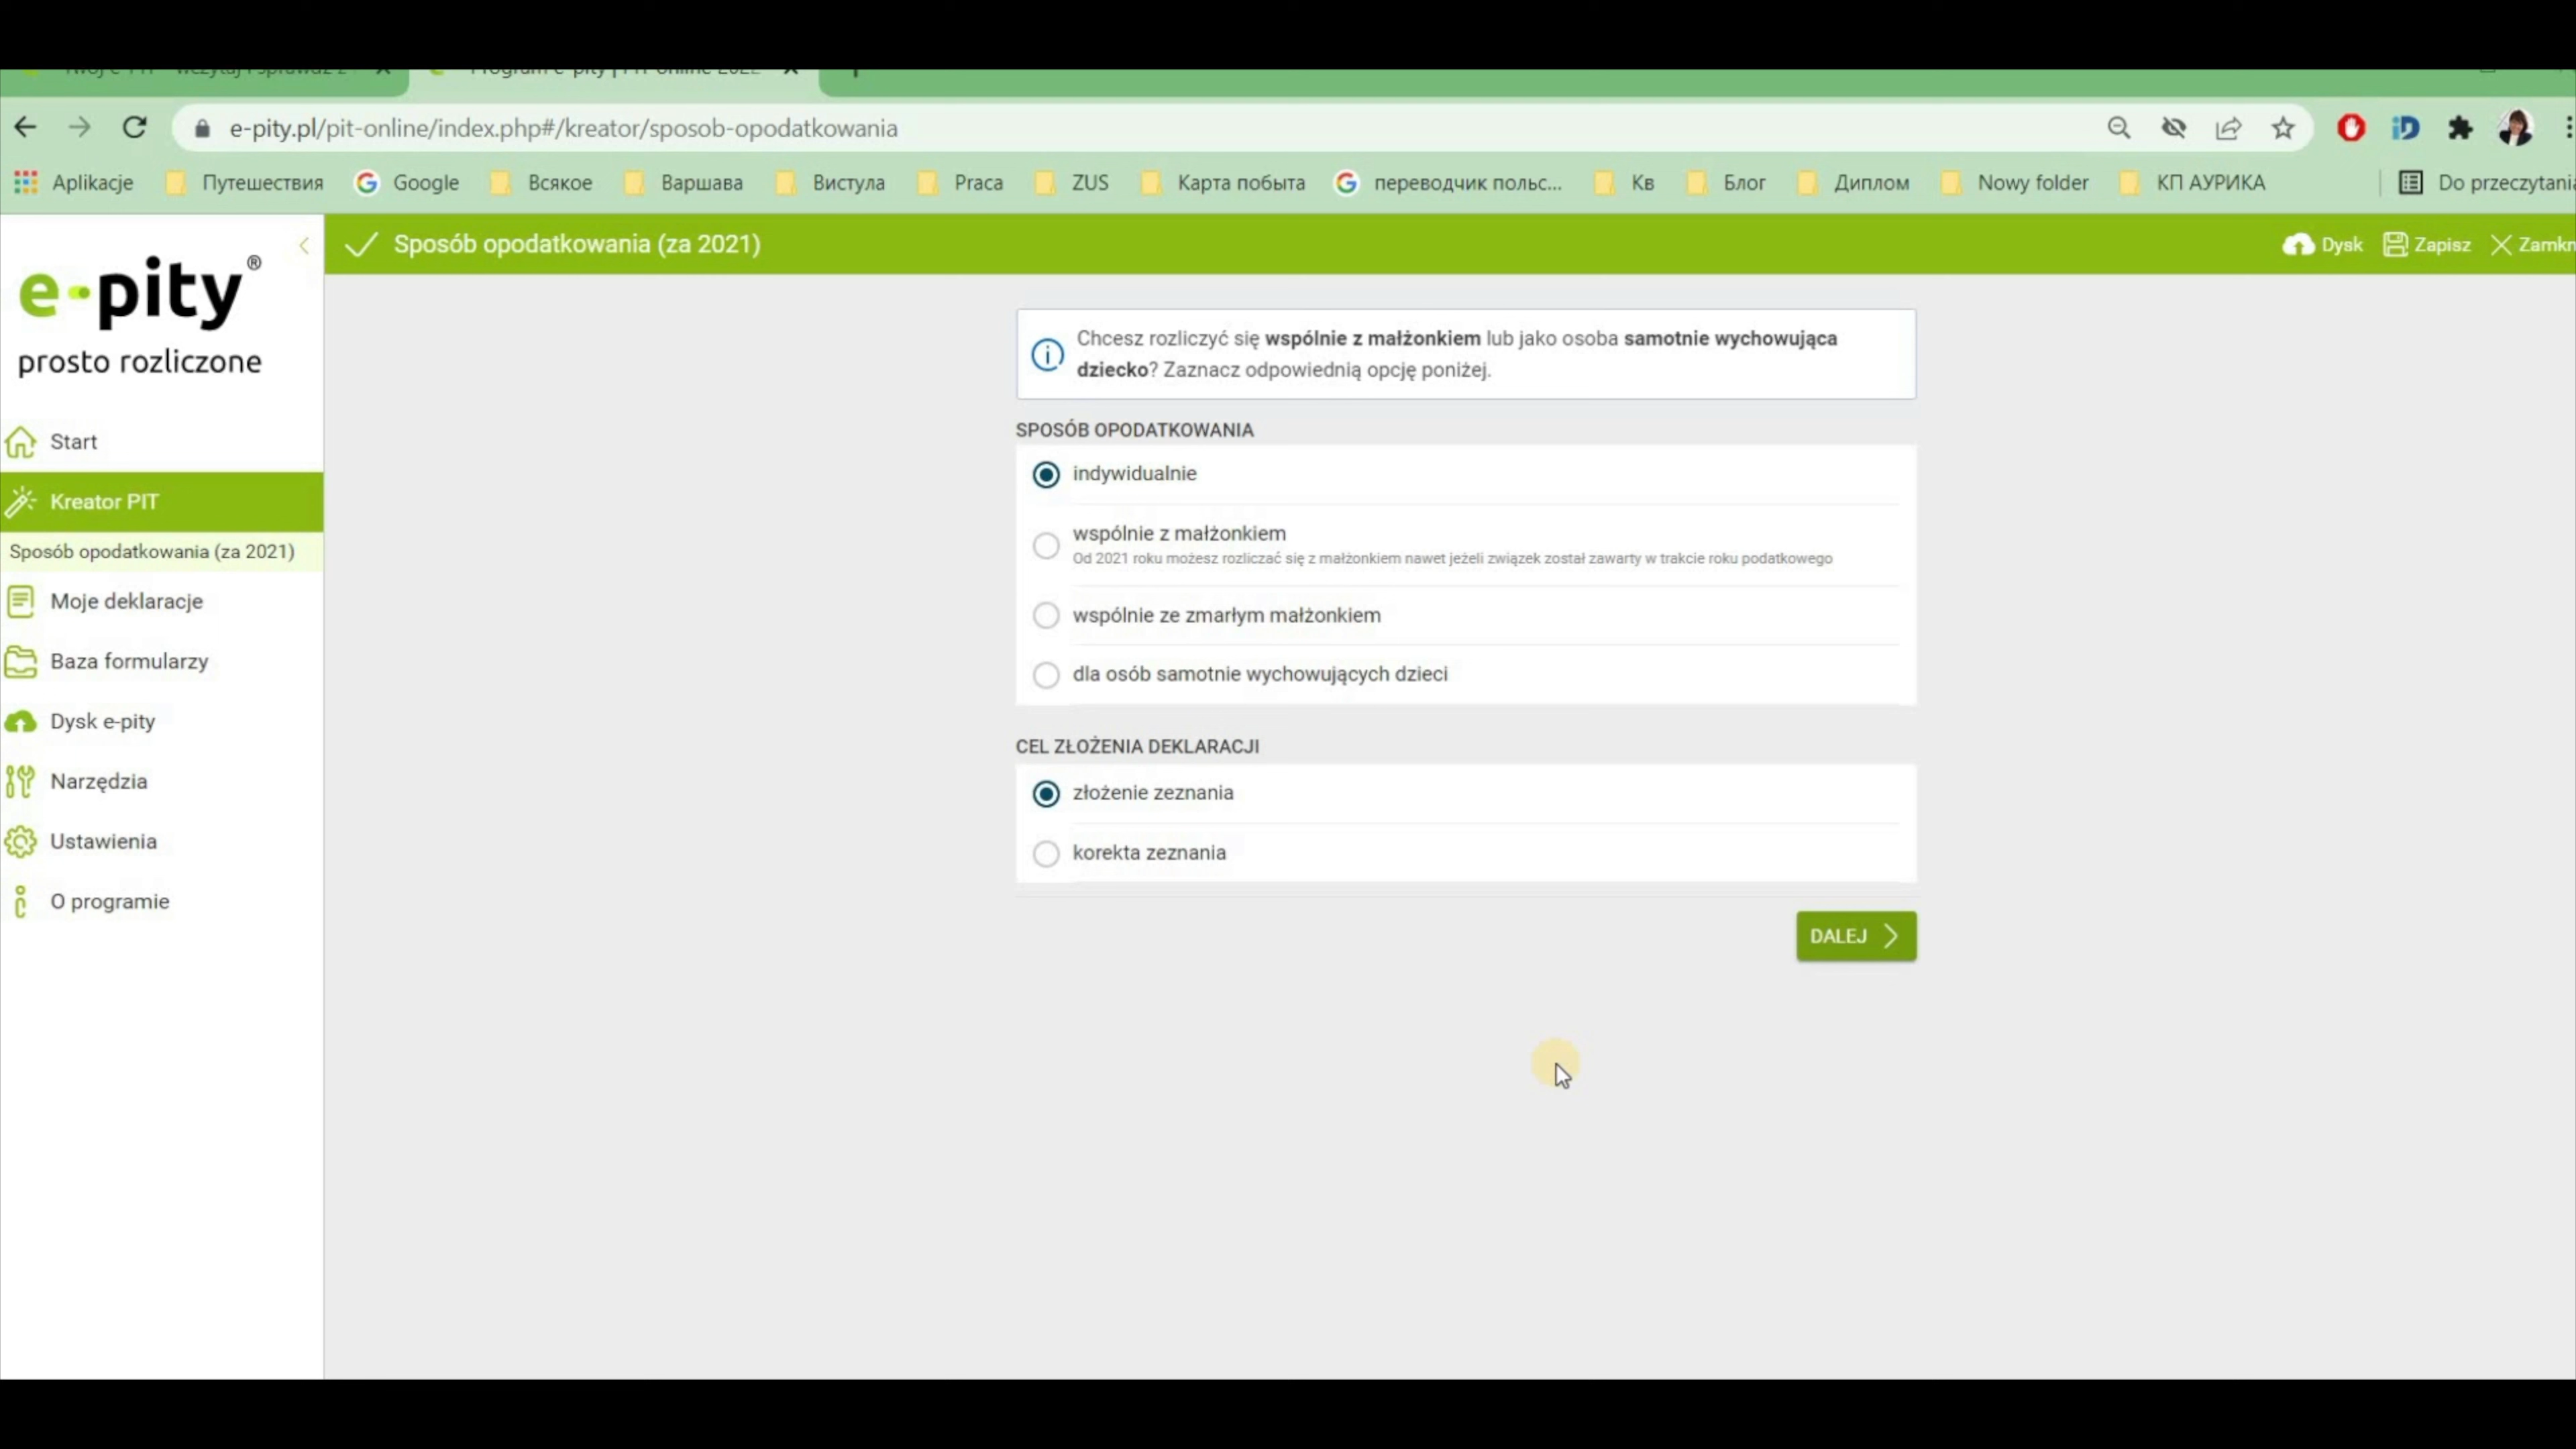 e-pity.pl/pit-online/index.php#/kreator/sposob-opodatkowania
Aplikacje Путешествия Google Всякое Варшава Вистула Praca ZUS Карта побыта переводчик польс... Кв Блог Диплом Nowy folder КП АУРИКА
Sposób opodatkowania (za 2021) Dysk Zapisz
e-pity®
prosto rozliczone
Start
Kreator PIT
Sposób opodatkowania (za 2021)
Moje deklaracje
Baza formularzy
Dysk e-pity
Narzędzia
Ustawienia
O programie
Chcesz rozliczyć się wspólnie z małżonkiem lub jako osoba samotnie wychowująca
dziecko? Zaznacz odpowiednią opcję poniżej.
SPOSÓB OPODATKOWANIA
indywidualnie
wspólnie z małżonkiem
Od 2021 roku możesz rozliczać się z małżonkiem nawet jeżeli związek został zawarty w trakcie roku podatkowego
wspólnie ze zmarłym małżonkiem
dla osób samotnie wychowujących dzieci
CEL ZŁOŻENIA DEKLARACJI
złożenie zeznania
korekta zeznania
DALEJ